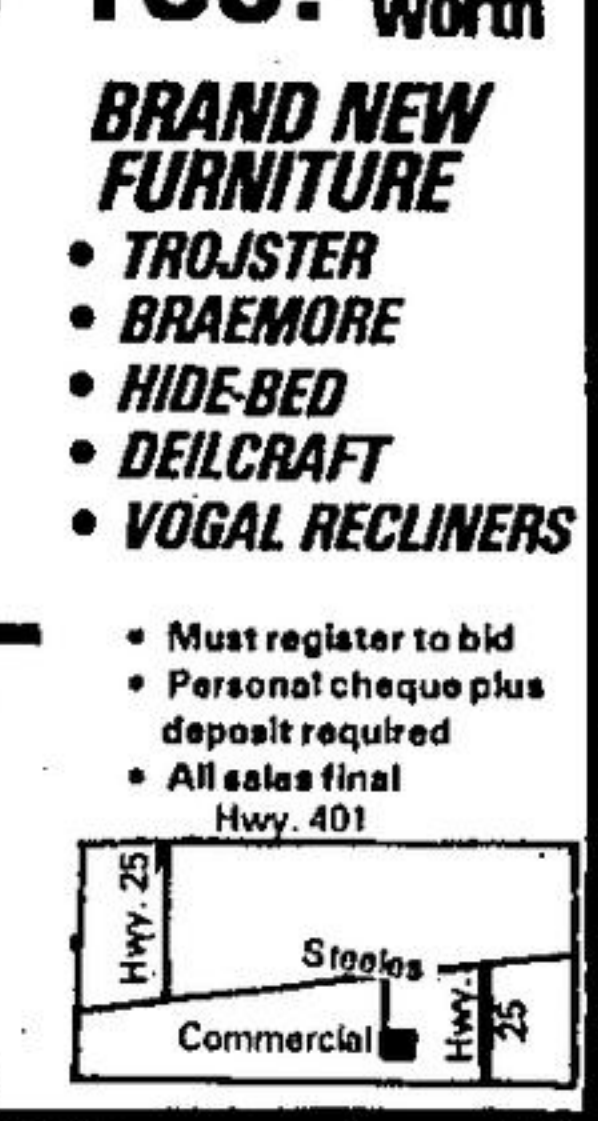 Worth
BRAND NEW
FURNITURE
• TROJSTER
• BRAEMORE
• HIDE-BED
• DEILCRAFT
• VOGAL RECLINERS
• Must register to bid
• Personal cheque plus
deposit required
• All sales final
Hwy. 401
Hwy. 25
Steeles
Commercial
Hwy.
25